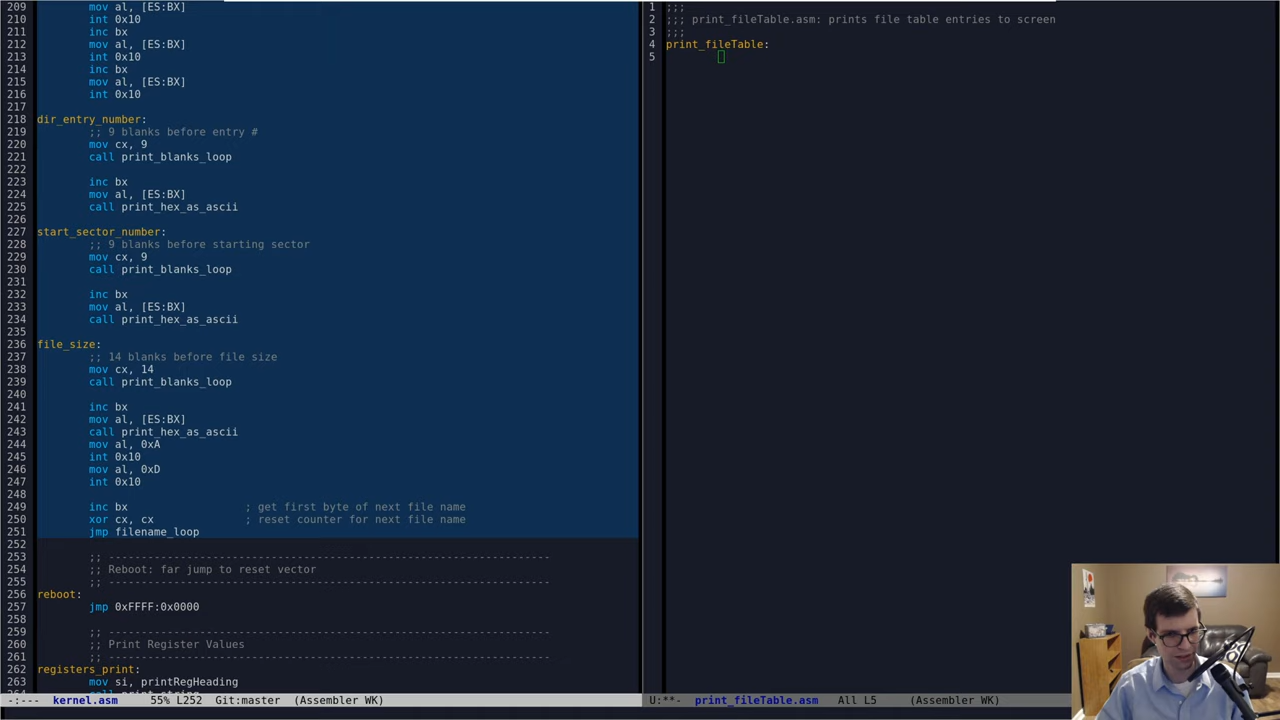 209 mov al, [ES:BX]
210 int 0x10
211 inc bx
212 mov al, [ES:BX]
213 int 0x10
214 inc bx
215 mov al, [ES:BX]
216 int 0x10
217
218 dir_entry_number:
219 ;; 9 blanks before entry #
220 mov cx, 9
221 call print_blanks_loop
222
223 inc bx
224 mov al, [ES:BX]
225 call print_hex_as_ascii
226
227 start_sector_number:
228 ;; 9 blanks before starting sector
229 mov cx, 9
230 call print_blanks_loop
231
232 inc bx
233 mov al, [ES:BX]
234 call print_hex_as_ascii
235
236 file_size:
237 ;; 14 blanks before file size
238 mov cx, 14
239 call print_blanks_loop
240
241 inc bx
242 mov al, [ES:BX]
243 call print_hex_as_ascii
244 mov al, 0xA
245 int 0x10
246 mov al, 0xD
247 int 0x10
248
249 inc bx ; get first byte of next file name
250 xor cx, cx ; reset counter for next file name
251 jmp filename_loop
252
253 ;; --------------------------------------------------------------------
254 ;; Reboot: far jump to reset vector
255 ;; --------------------------------------------------------------------
256 reboot:
257 jmp 0xFFFF:0x0000
258
259 ;; --------------------------------------------------------------------
260 ;; Print Register Values
261 ;; --------------------------------------------------------------------
262 registers_print:
263 mov si, printRegHeading
264 call print_string
-:--- kernel.asm 55% L252 Git:master (Assembler WK)
1 ;;;
2 ;;; print_fileTable.asm: prints file table entries to screen
3 ;;;
4 print_fileTable:
5
U:**- print_fileTable.asm All L5 (Assembler WK)